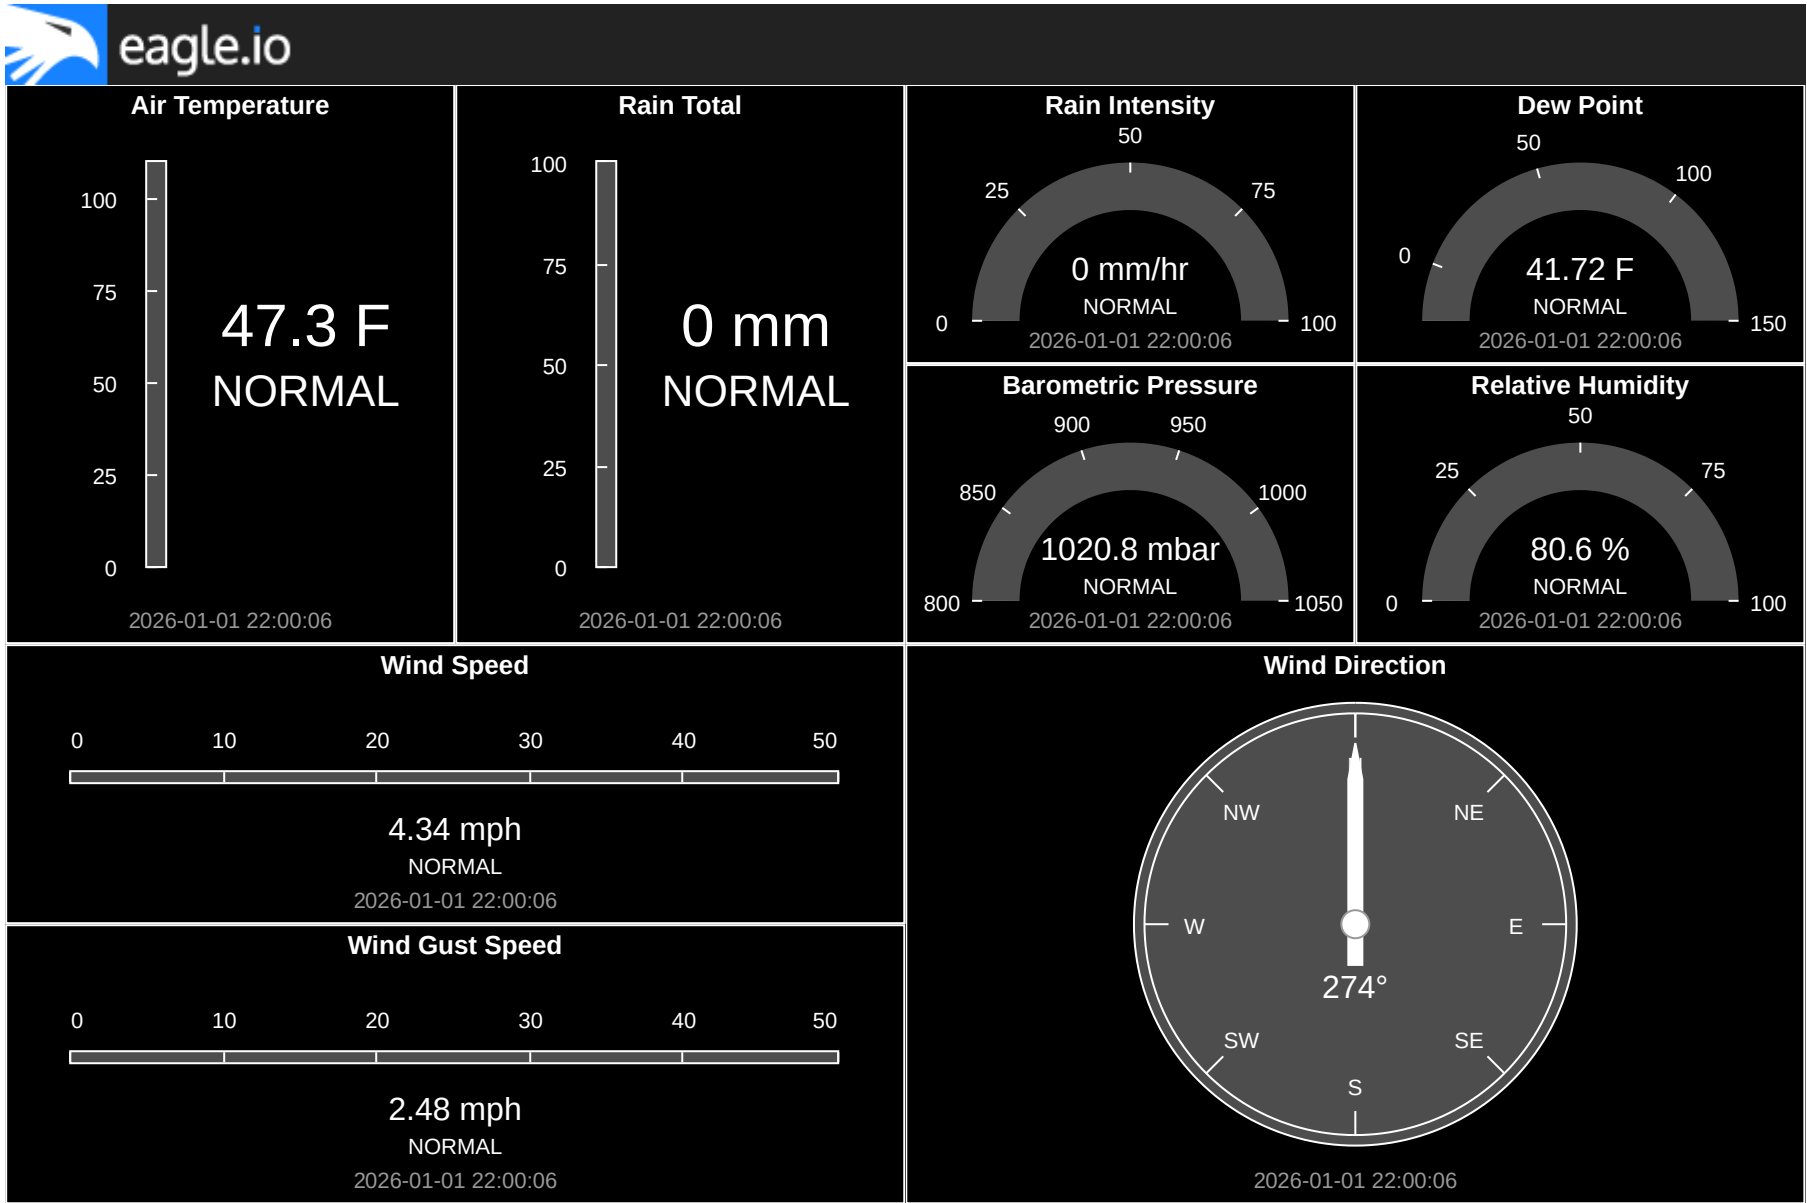 eagle.io
Air Temperature
100
75
50
25
0
47.3 F
NORMAL
2026-01-01 22:00:06
Rain Total
100
75
50
25
0
0 mm
NORMAL
2026-01-01 22:00:06
Rain Intensity
50
25
75
0
100
0 mm/hr
NORMAL
2026-01-01 22:00:06
Dew Point
50
100
0
150
41.72 F
NORMAL
2026-01-01 22:00:06
Barometric Pressure
900
950
850
1000
800
1050
1020.8 mbar
NORMAL
2026-01-01 22:00:06
Relative Humidity
50
25
75
0
100
80.6 %
NORMAL
2026-01-01 22:00:06
Wind Speed
0 10 20 30 40 50
4.34 mph
NORMAL
2026-01-01 22:00:06
Wind Gust Speed
0 10 20 30 40 50
2.48 mph
NORMAL
2026-01-01 22:00:06
Wind Direction
NW
NE
W
E
274°
SW
SE
S
2026-01-01 22:00:06